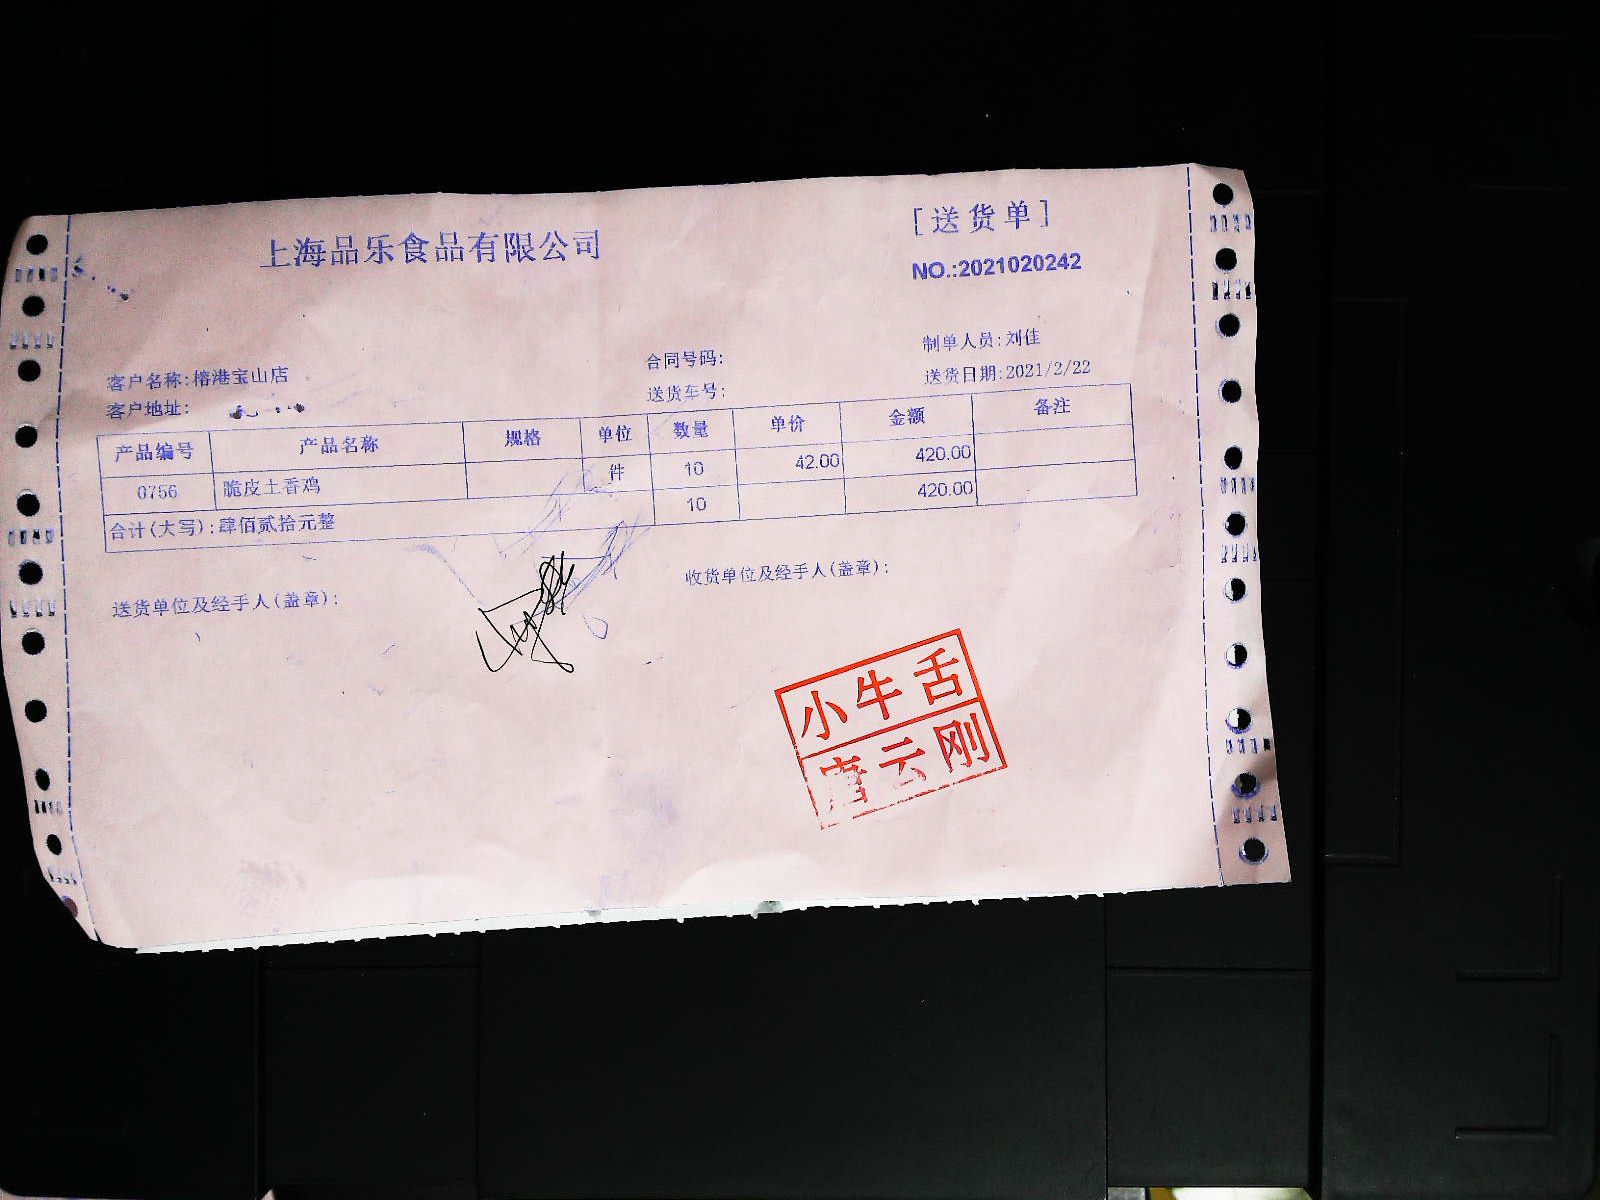 上海品乐食品有限公司
[送货单]
NO.:2021020242
制单人员:刘佳
客户名称:榕港宝山店
合同号码:
送货日期:2021/2/22
客户地址:
送货车号:
产品编号 产品名称 规格 单位 数量 单价 金额 备注
0756 脆皮土香鸡 件 10 42.00 420.00
合计(大写):肆佰贰拾元整 10 420.00
送货单位及经手人(盖章):
收货单位及经手人(盖章):
小牛舌
唐云刚